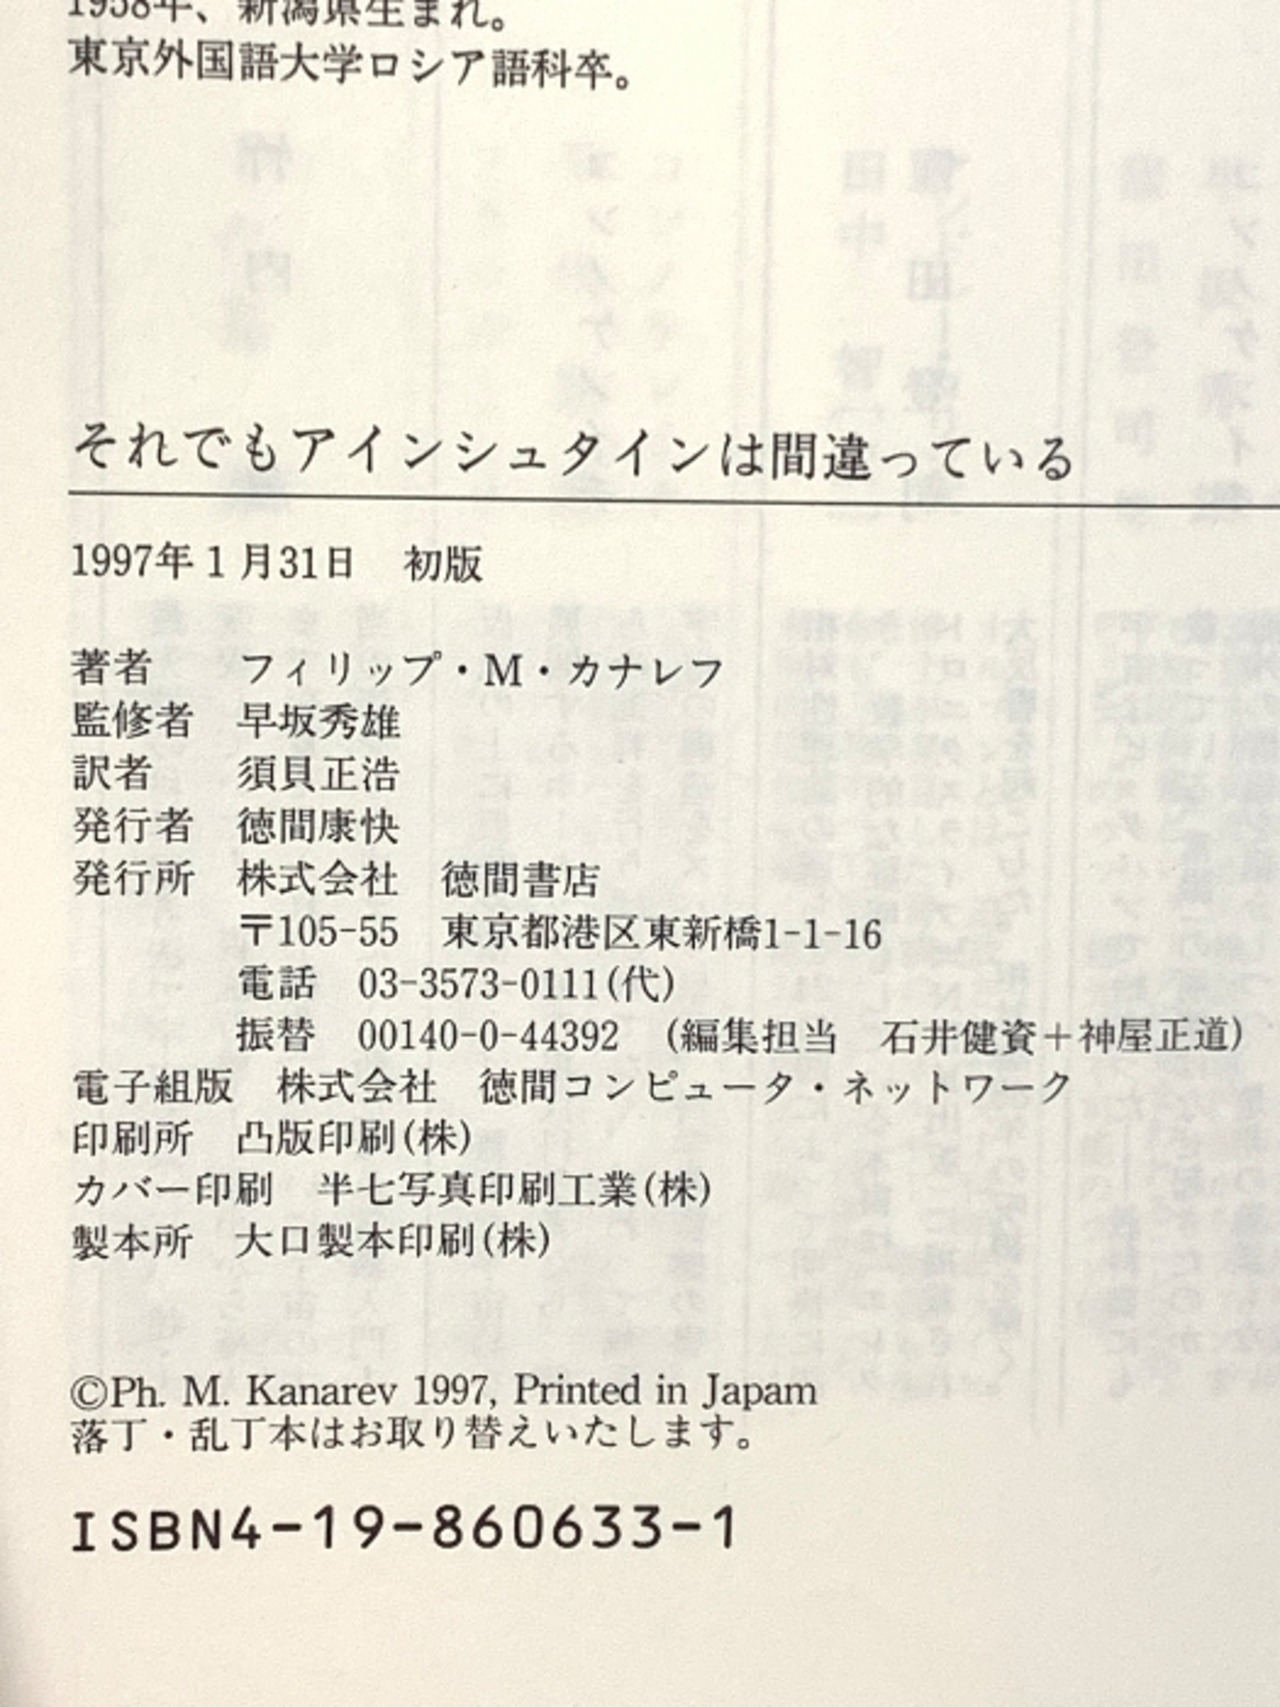 1958年、新潟県生まれ。
東京外国語大学ロシア語科卒。
それでもアインシュタインは間違っている
1997年1月31日　初版
著者　フィリップ・M・カナレフ
監修者　早坂秀雄
訳者　須貝正浩
発行者　徳間康快
発行所　株式会社　徳間書店
〒105-55　東京都港区東新橋1-1-16
電話　03-3573-0111(代)
振替　00140-0-44392　(編集担当　石井健資＋神屋正道)
電子組版　株式会社　徳間コンピュータ・ネットワーク
印刷所　凸版印刷(株)
カバー印刷　半七写真印刷工業(株)
製本所　大口製本印刷(株)
©Ph. M. Kanarev 1997, Printed in Japam
落丁・乱丁本はお取り替えいたします。
ISBN4-19-860633-1